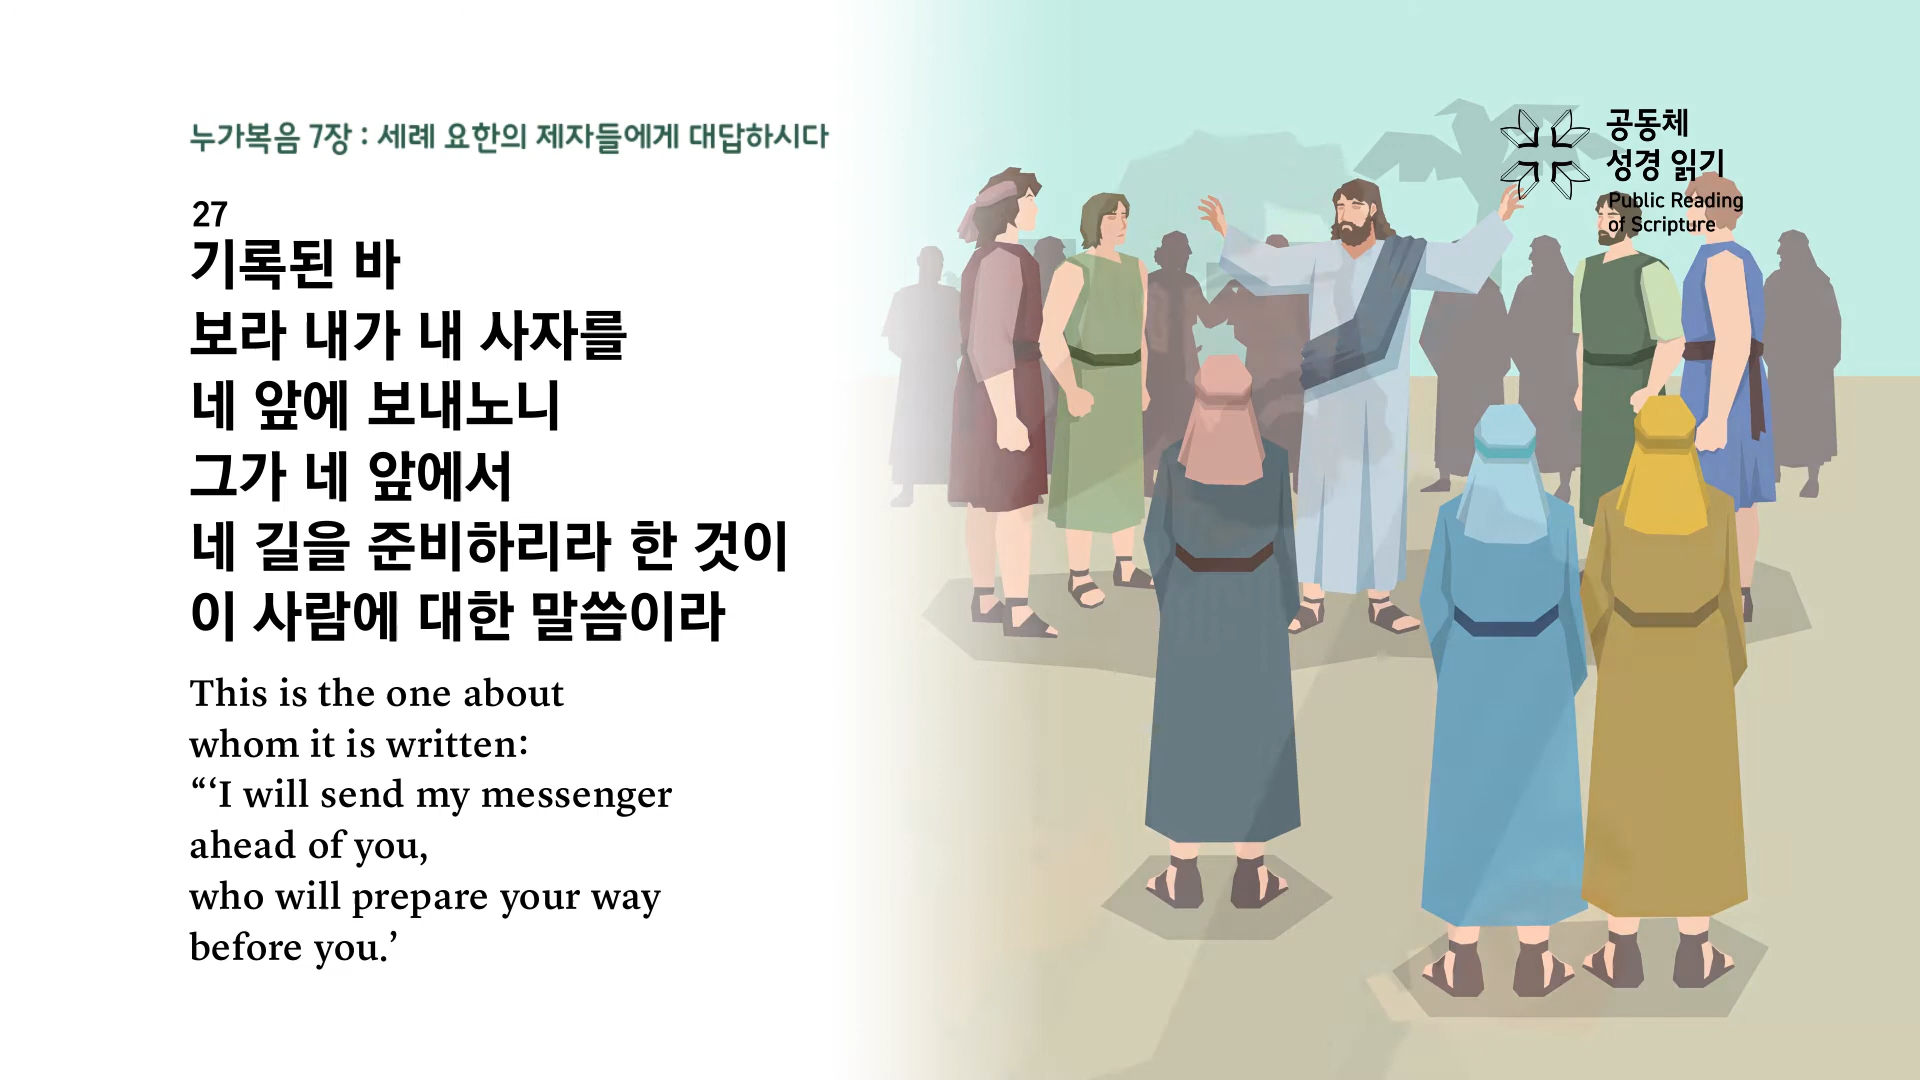 누가복음 7장 : 세례 요한의 제자들에게 대답하시다
27
기록된 바
보라 내가 내 사자를
네 앞에 보내노니
그가 네 앞에서
네 길을 준비하리라 한 것이
이 사람에 대한 말씀이라
This is the one about
whom it is written:
“‘I will send my messenger
ahead of you,
who will prepare your way
before you.’
공동체
성경 읽기
Public Reading
of Scripture